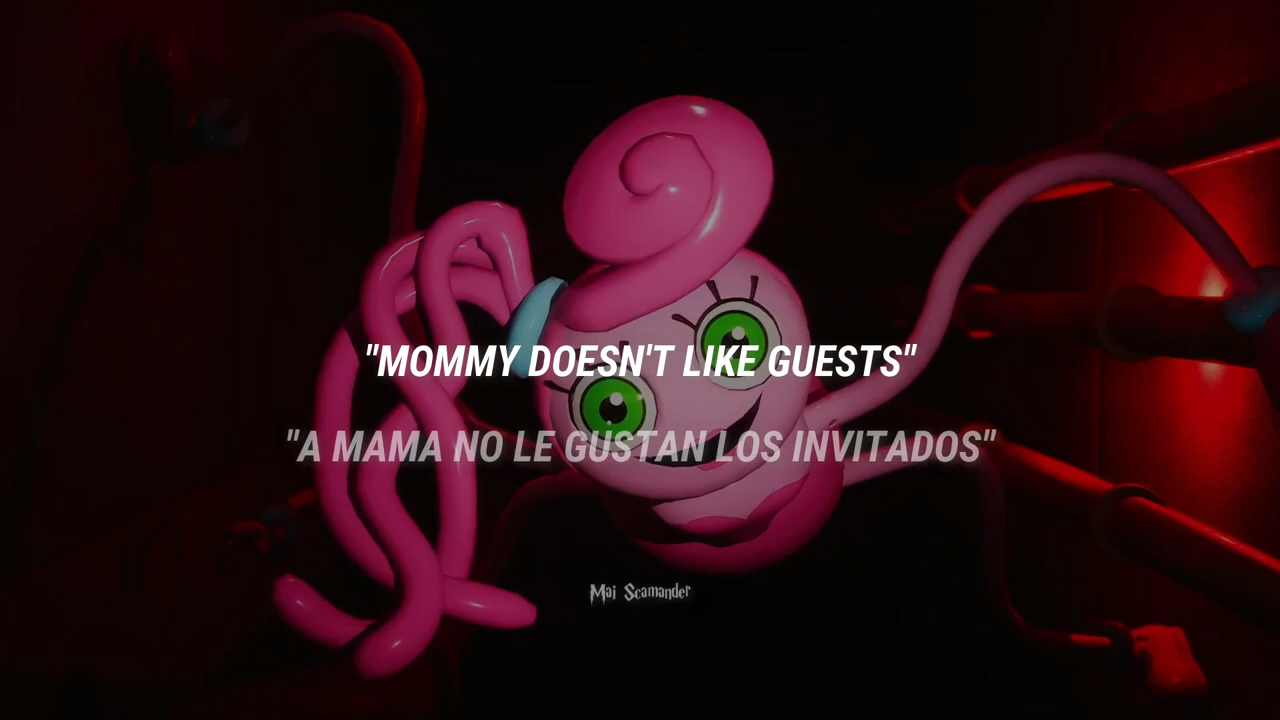 "MOMMY DOESN'T LIKE GUESTS"
"A MAMA NO LE GUSTAN LOS INVITADOS"
Mai Scamander